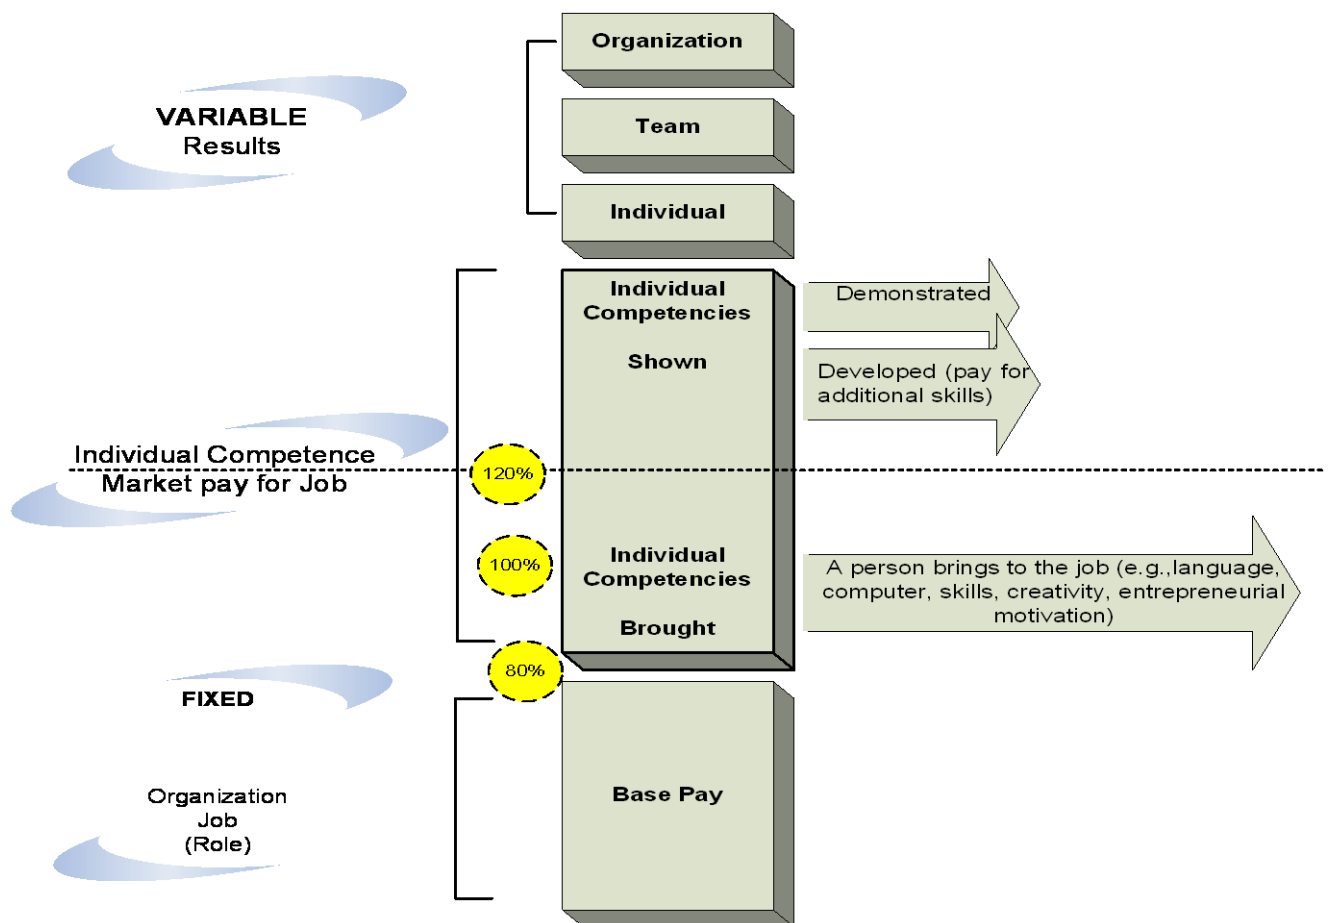 Organization
VARIABLE
Results
Team
Individual
Individual
Competencies
Shown
Demonstrated
Developed (pay for
additional skills)
Individual Competence
Market pay for Job
120%
100%
Individual
Competencies
Brought
A person brings to the job (e.g.,language,
computer, skills, creativity, entrepreneurial
motivation)
80%
FIXED
Organization
Job
(Role)
Base Pay